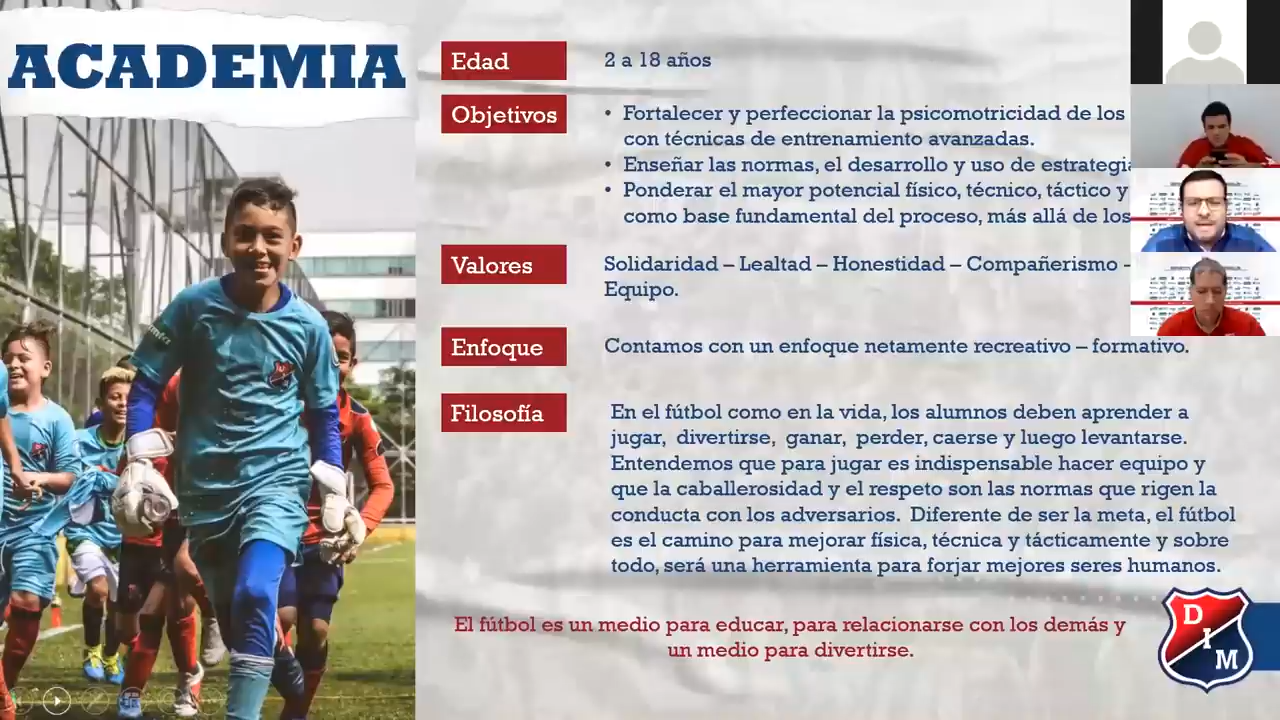 ACADEMIA
Edad
2 a 18 años
Objetivos
• Fortalecer y perfeccionar la psicomotricidad de los
con técnicas de entrenamiento avanzadas.
• Enseñar las normas, el desarrollo y uso de
• Ponderar el mayor potencial físico, técnico, táctico y
como base fundamental del proceso, más allá de los
Valores
Solidaridad – Lealtad – Honestidad – Compañerismo –
Equipo.
Enfoque
Contamos con un enfoque netamente recreativo – formativo.
Filosofía
En el fútbol como en la vida, los alumnos deben aprender a
jugar, divertirse, ganar, perder, caerse y luego levantarse.
Entendemos que para jugar es indispensable hacer equipo y
que la caballerosidad y el respeto son las normas que rigen la
conducta con los adversarios. Diferente de ser la meta, el fútbol
es el camino para mejorar física, técnica y tácticamente y sobre
todo, será una herramienta para forjar mejores seres humanos.
El fútbol es un medio para educar, para relacionarse con los demás y
un medio para divertirse.
DIM